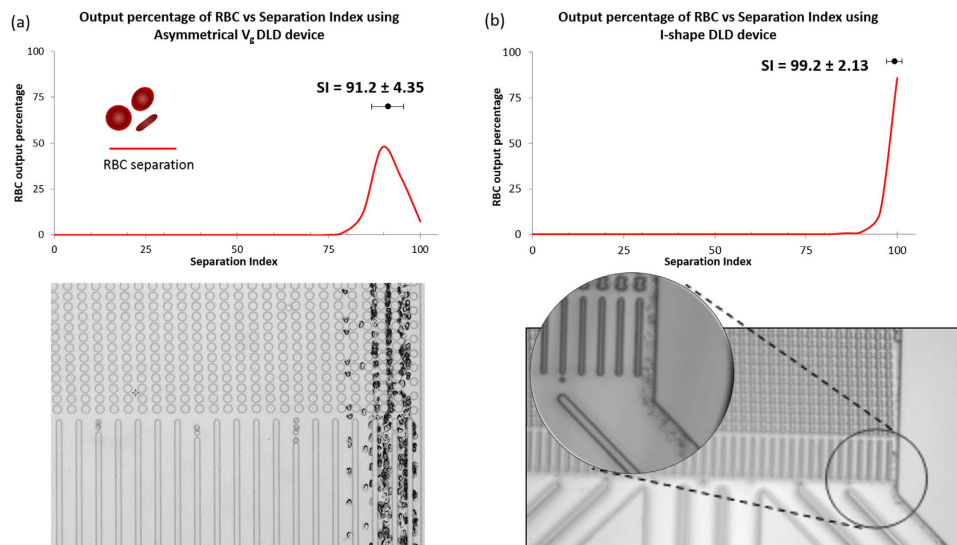 (a)
Output percentage of RBC vs Separation Index using
Asymmetrical Vg DLD device
RBC output percentage
100
75
50
25
0
0 25 50 75 100
Separation Index
SI = 91.2 ± 4.35
RBC separation
(b)
Output percentage of RBC vs Separation Index using
I-shape DLD device
RBC output percentage
100
75
50
25
0
0 25 50 75 100
Separation Index
SI = 99.2 ± 2.13